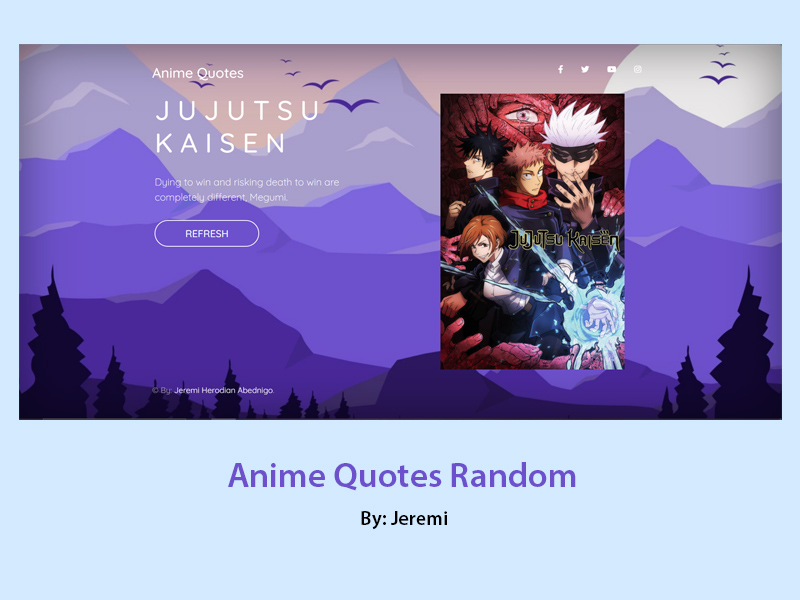 Anime Quotes
JUJUTSU
KAISEN
Dying to win and risking death to win are
completely different, Megumi.
REFRESH
JUJUTSU KAISEN
© By: Jeremi Herodian Abednigo
Anime Quotes Random
By: Jeremi